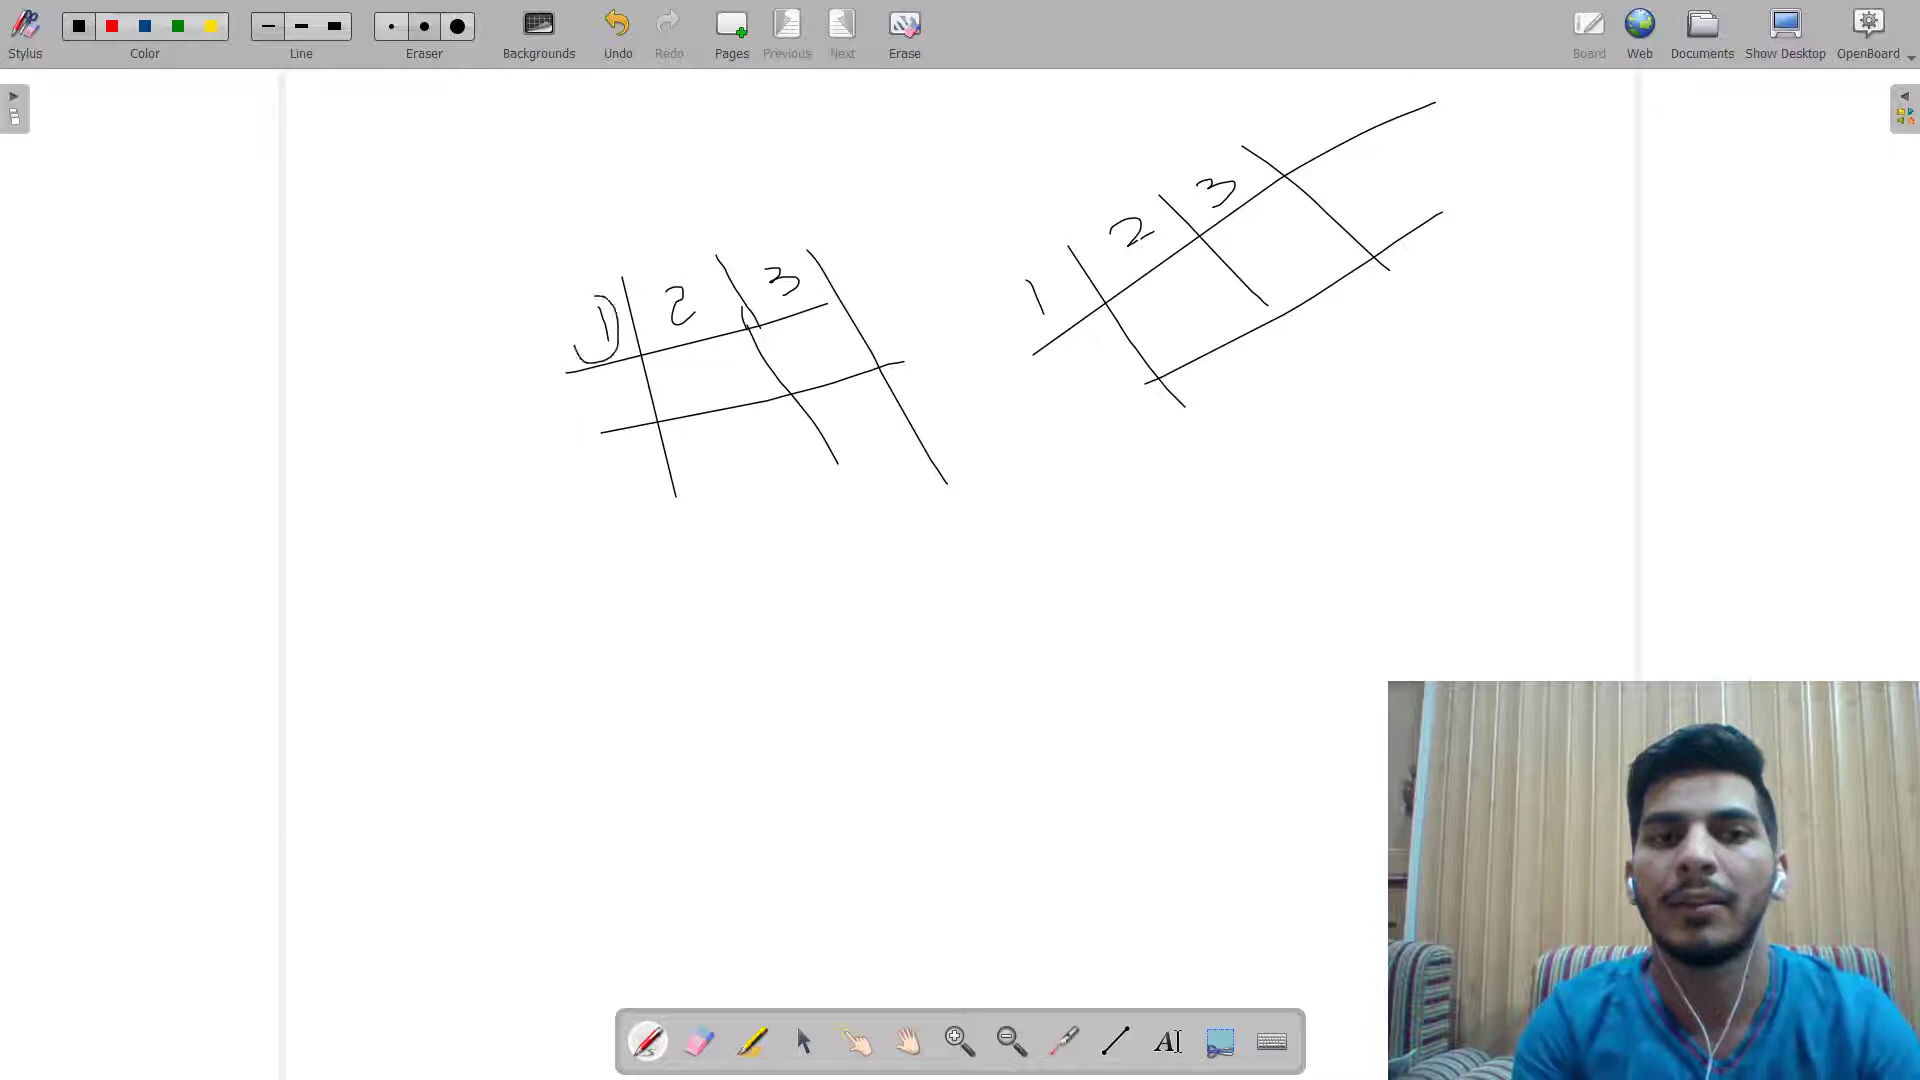 Stylus Color Line Eraser Backgrounds Undo Redo Pages Previous Next Erase Board Web Documents Show Desktop OpenBoard
1 2 3
1 2 3
A